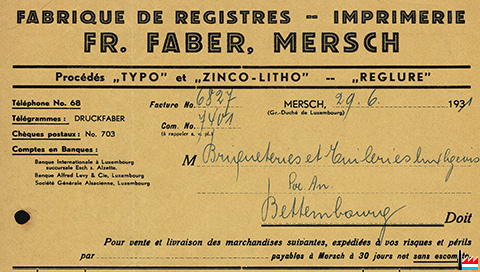 FABRIQUE DE REGISTRES -- IMPRIMERIE
FR. FABER, MERSCH
Procédés „TYPO" et „ZINCO-LITHO" -- „REGLURE"
Téléphone No. 68
Télégrammes: DRUCKFABER
Chèques postaux: No. 703
Comptes en Banques:
Banque Internationale à Luxembourg
succursale Esch s. Alzette.
Banque Alfred Levy & Cie, Luxembourg
Société Générale Alsacienne, Luxembourg
Facture No. 6827
Com. No. 7401
(à rappeler s. v. pl.)
MERSCH, 29.6. 1931
(Gr.-Duché de Luxembourg)
M Briqueteries et Tuileries
Soc. An.
Bettembourg
Doit
Pour vente et livraison des marchandises suivantes, expédiées à vos risques et périls
par payables à Mersch à 30 jours net sans escompte